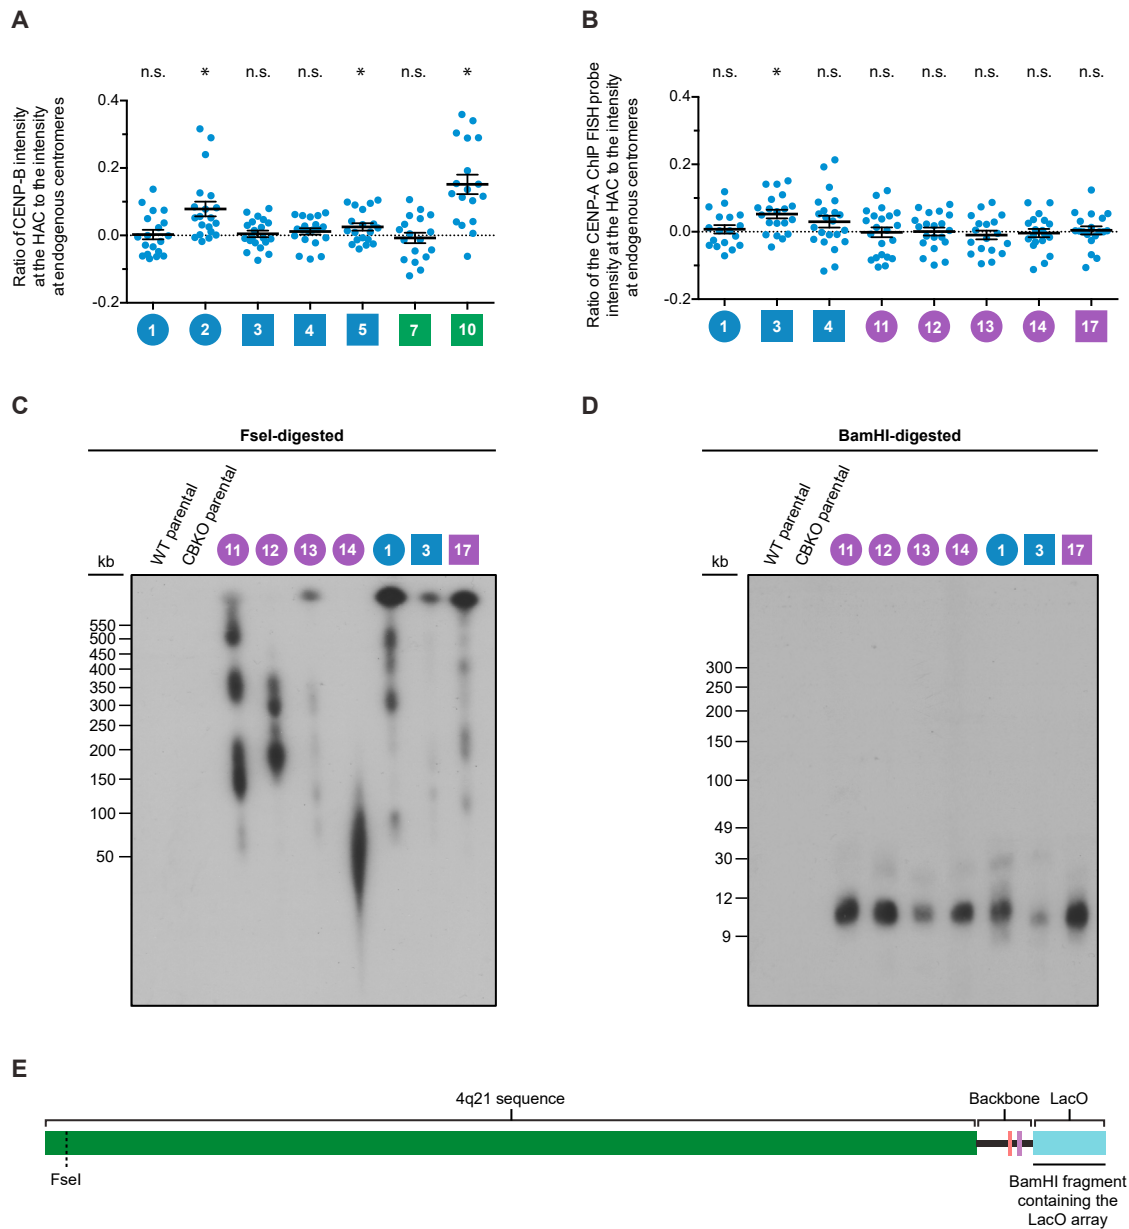 A
Ratio of CENP-B intensity
at the HAC to the intensity
at endogenous centromeres
n.s. * n.s. n.s. * n.s. *
0.4
0.2
0.0
-0.2
1 2 3 4 5 7 10
B
Ratio of the CENP-A ChIP FISH probe
intensity at the HAC to the intensity
at endogenous centromeres
n.s. * n.s. n.s. n.s. n.s. n.s. n.s.
0.4
0.2
0.0
-0.2
1 3 4 11 12 13 14 17
C
FseI-digested
WT parental
CBKO parental
kb 11 12 13 14 1 3 17
550
500
450
400
350
300
250
200
150
100
50
D
BamHI-digested
WT parental
CBKO parental
kb 11 12 13 14 1 3 17
300
250
200
150
100
49
30
12
9
E
4q21 sequence Backbone LacO
FseI
BamHI fragment
containing the
LacO array